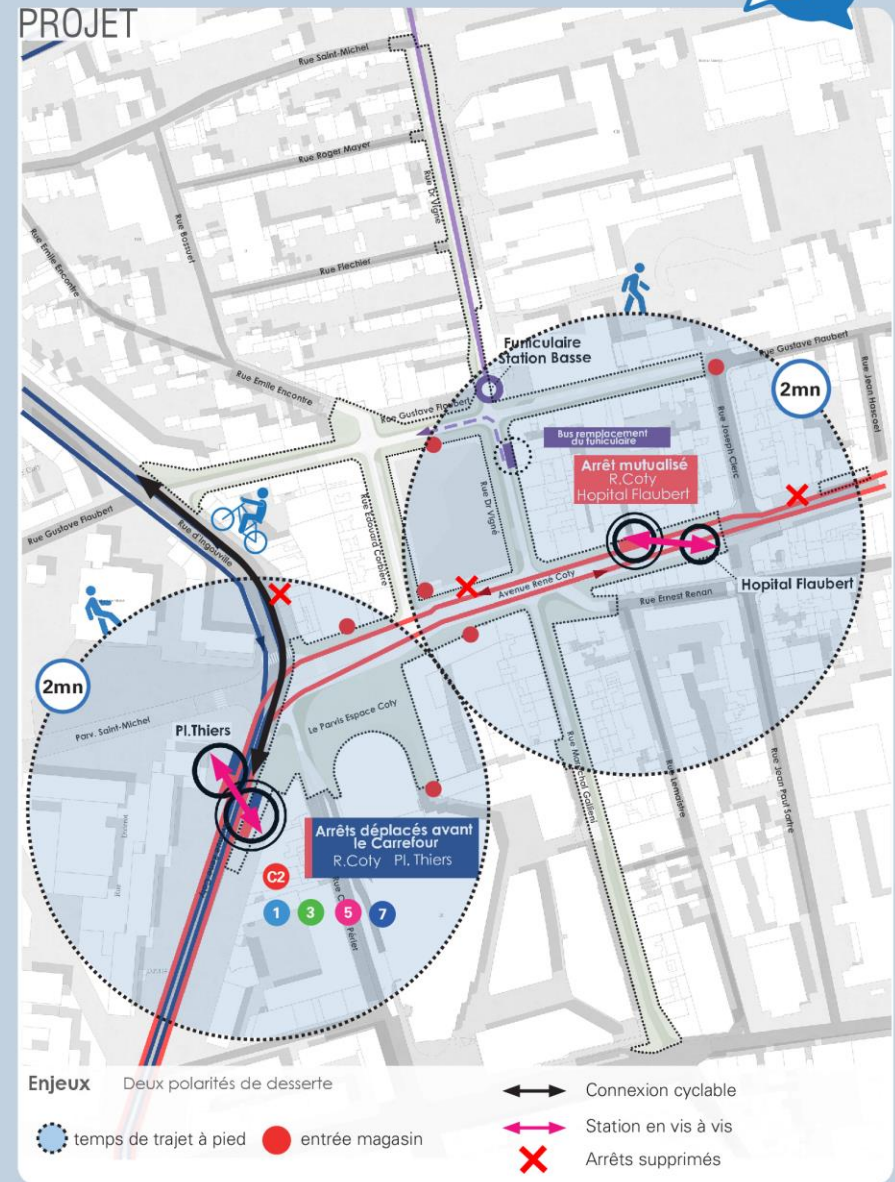 PROJET
Rue Saint-Michel
Rue Roger Mayer
Rue Dr Vigné
Rue Bossuet
Rue Flechier
Rue Emile Encontre
Funiculaire
Station Basse
Rue Gustave Flaubert
2mn
Rue Jean Hascoet
Rue Emile Encontre
Rue Gustave Flaubert
Bus remplacement
du funiculaire
Arrêt mutualisé
R.Coty
Hopital Flaubert
Rue Joseph Clerc
Rue Gustave Flaubert
Rue d'Ingouville
Rue Edouard Corbière
Rue Dr Vigné
Avenue René Coty
Hopital Flaubert
Rue Ernest Renan
2mn
Parv. Saint-Michel
Pl.Thiers
Le Parvis Espace Coty
Rue Maréchal Gallieni
Rue Lemaistre
Rue Jean Paul Sartre
Arrêts déplacés avant
le Carrefour
R.Coty Pl. Thiers
C2
1 3 5 7
Enjeux Deux polarités de desserte
temps de trajet à pied
entrée magasin
Connexion cyclable
Station en vis à vis
Arrêts supprimés